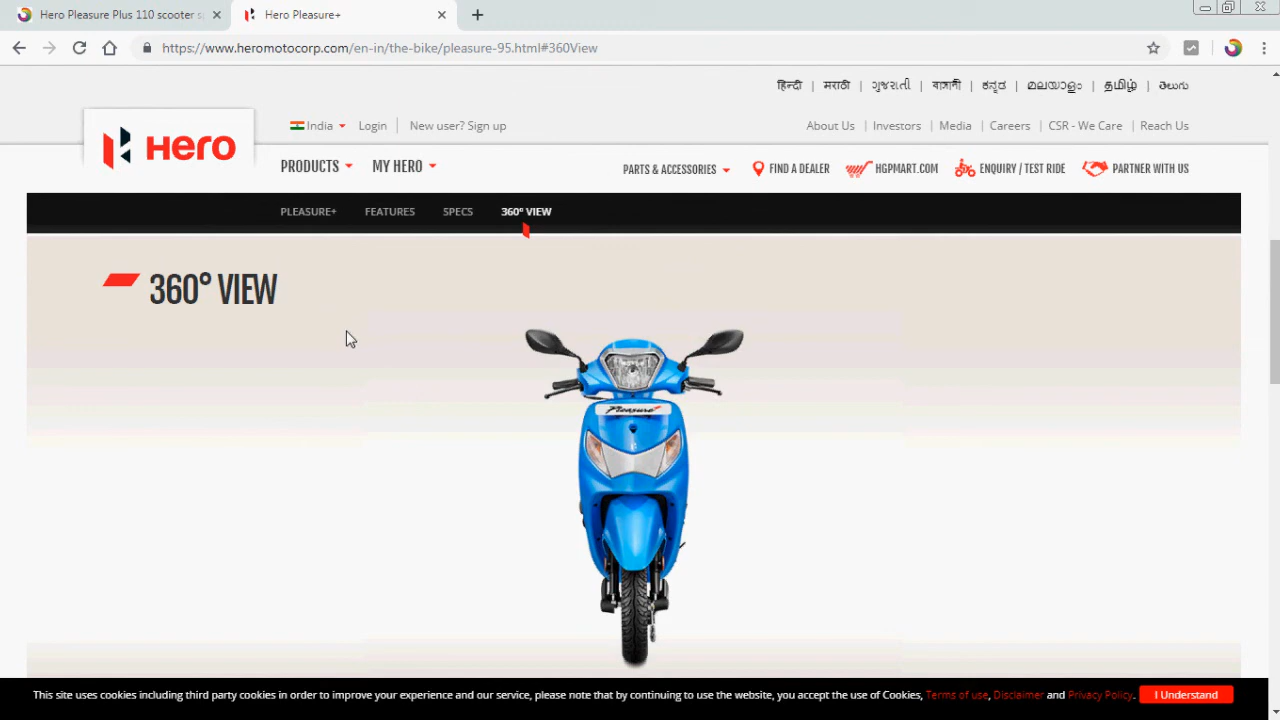 Hero Pleasure Plus 110 scooter s
Hero Pleasure+
https://www.heromotocorp.com/en-in/the-bike/pleasure-95.html#360View
हिन्दी | मराठी | ગુજરાતી | বাঙ্গালী | ಕನ್ನಡ | മലയാളം | தமிழ் | తెలుగు
India Login New user? Sign up About Us Investors Media Careers CSR - We Care Reach Us
Hero
PRODUCTS MY HERO PARTS & ACCESSORIES FIND A DEALER HGPMART.COM ENQUIRY / TEST RIDE PARTNER WITH US
PLEASURE+ FEATURES SPECS 360° VIEW
360° VIEW
Pleasure+
This site uses cookies including third party cookies in order to improve your experience and our service, please note that by continuing to use the website, you accept the use of Cookies, Terms of use, Disclaimer and Privacy Policy. I Understand